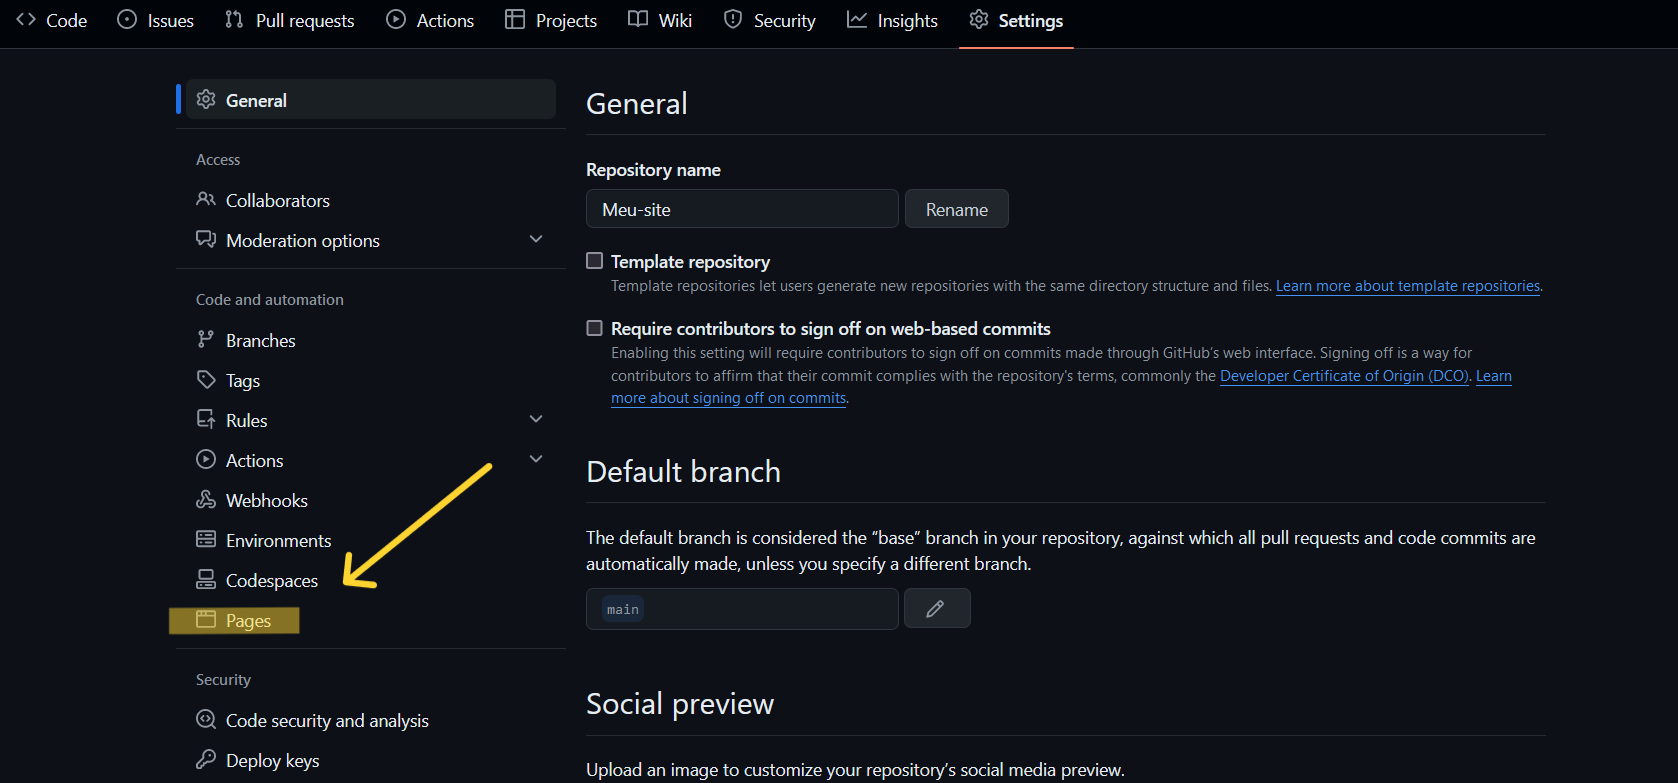 Code Issues Pull requests Actions Projects Wiki Security Insights Settings
General
Access
Collaborators
Moderation options
Code and automation
Branches
Tags
Rules
Actions
Webhooks
Environments
Codespaces
Pages
Security
Code security and analysis
Deploy keys
General
Repository name
Meu-site Rename
Template repository
Template repositories let users generate new repositories with the same directory structure and files. Learn more about template repositories.
Require contributors to sign off on web-based commits
Enabling this setting will require contributors to sign off on commits made through GitHub’s web interface. Signing off is a way for
contributors to affirm that their commit complies with the repository's terms, commonly the Developer Certificate of Origin (DCO). Learn
more about signing off on commits.
Default branch
The default branch is considered the “base” branch in your repository, against which all pull requests and code commits are
automatically made, unless you specify a different branch.
main
Social preview
Upload an image to customize your repository’s social media preview.